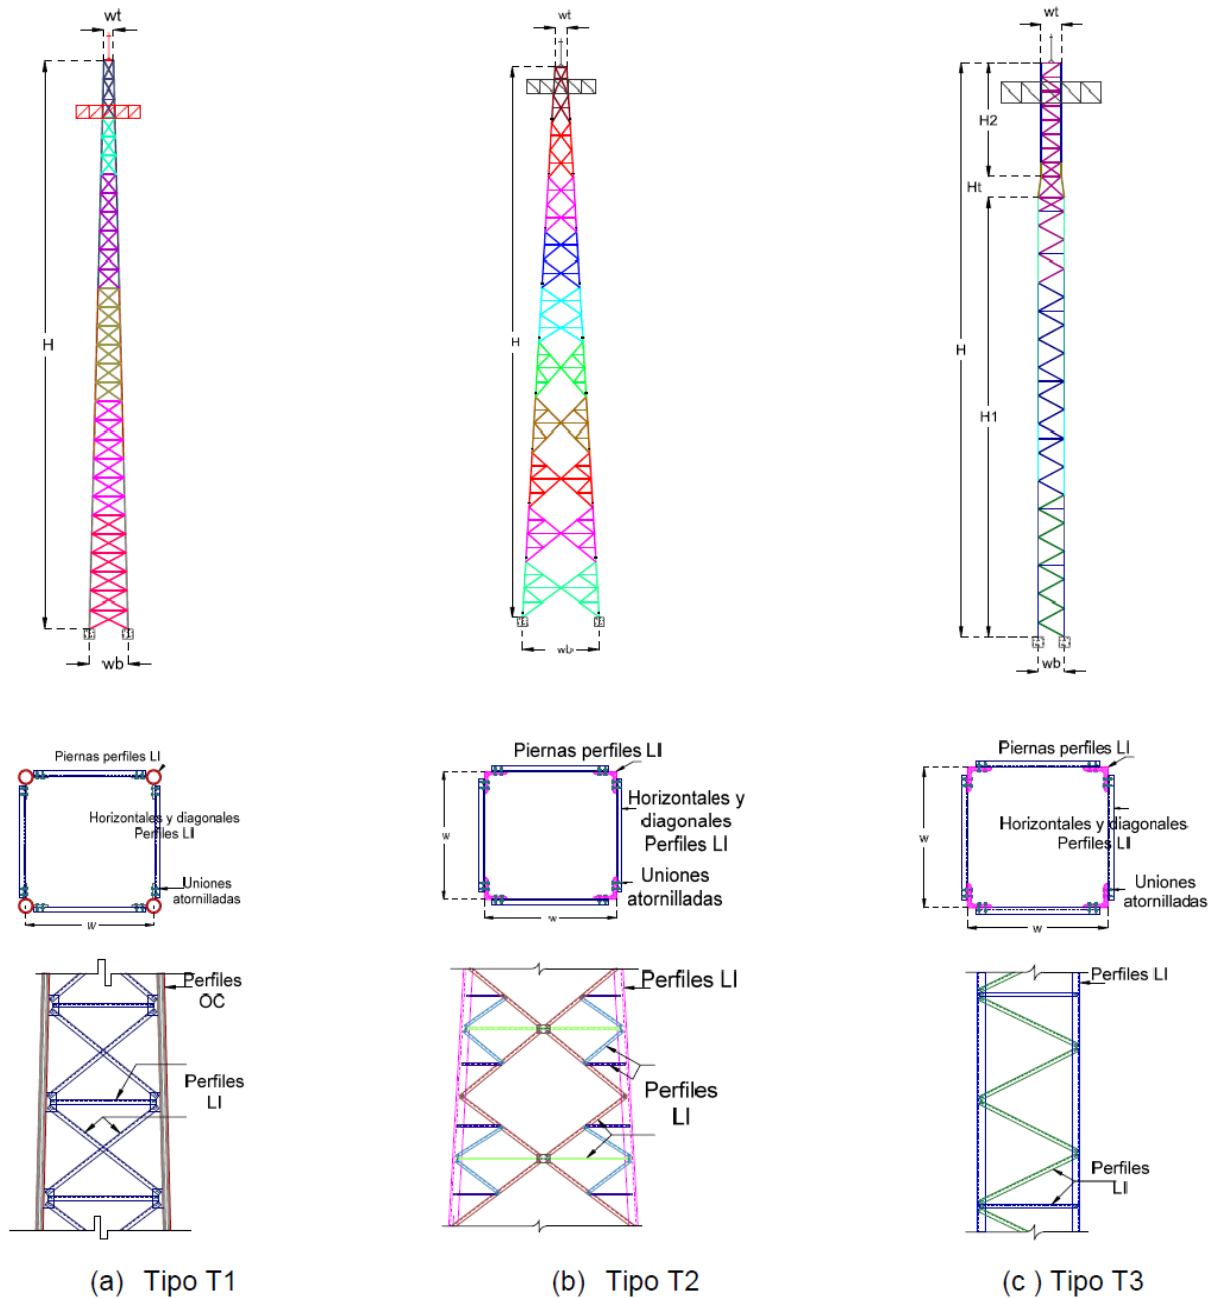 wt
H
wb
wt
H
wb
wt
H2
Ht
H
H1
wb
Piernas perfiles LI
Horizontales y diagonales
Perfiles LI
Uniones
atornilladas
w
Piernas perfiles LI
w
Horizontales y
diagonales
Perfiles LI
Uniones
atornilladas
w
Piernas perfiles LI
w
Horizontales y diagonales
Perfiles LI
Uniones
atornilladas
w
Perfiles
OC
Perfiles
LI
Perfiles LI
Perfiles
LI
Perfiles LI
Perfiles
LI
(a) Tipo T1
(b) Tipo T2
(c ) Tipo T3